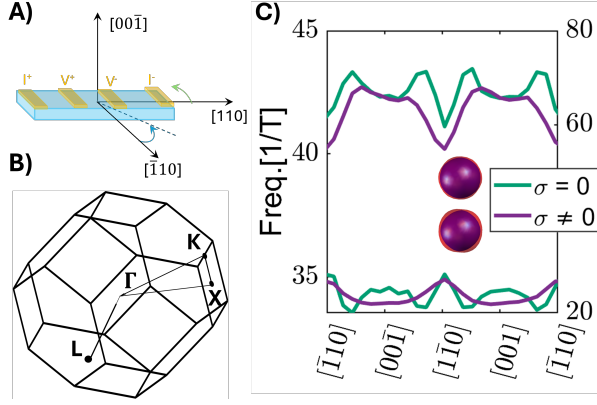 A)
[001̄]
I⁺ V⁺ V⁻ I⁻
[110]
[1̄10]
B)
K
Γ
X
L
C)
45
40
35
Freq.[1/T]
80
60
20
σ = 0
σ ≠ 0
[1̄10] [001̄] [11̄0] [001] [1̄10]